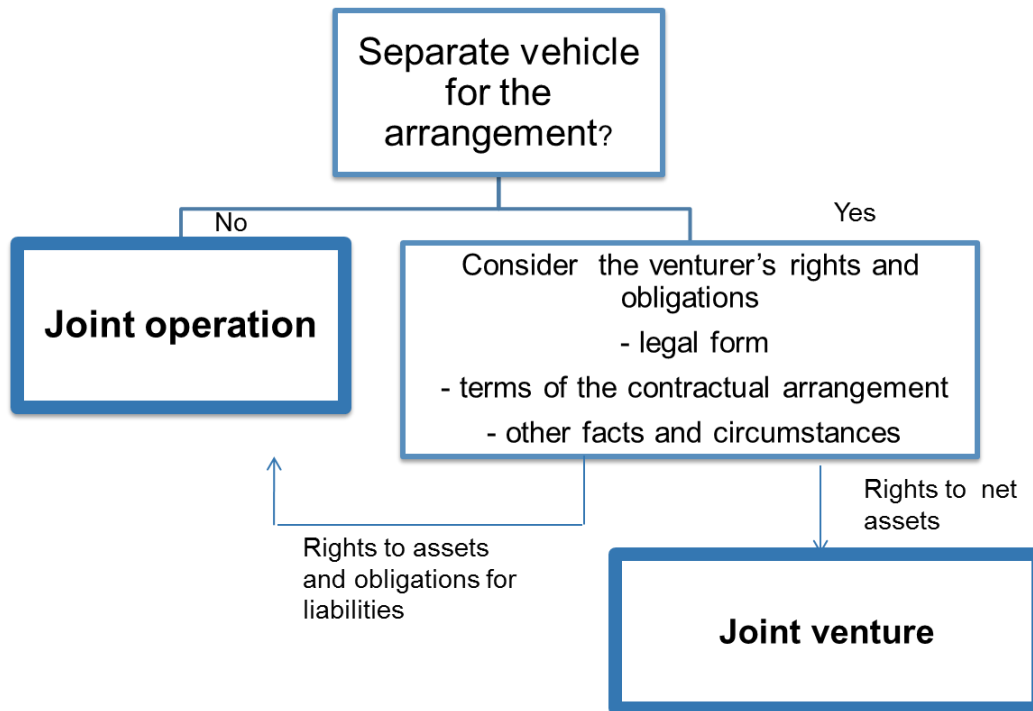 Separate vehicle
for the
arrangement?
No
Yes
Joint operation
Consider the venturer’s rights and
obligations
- legal form
- terms of the contractual arrangement
- other facts and circumstances
Rights to net
assets
Rights to assets
and obligations for
liabilities
Joint venture